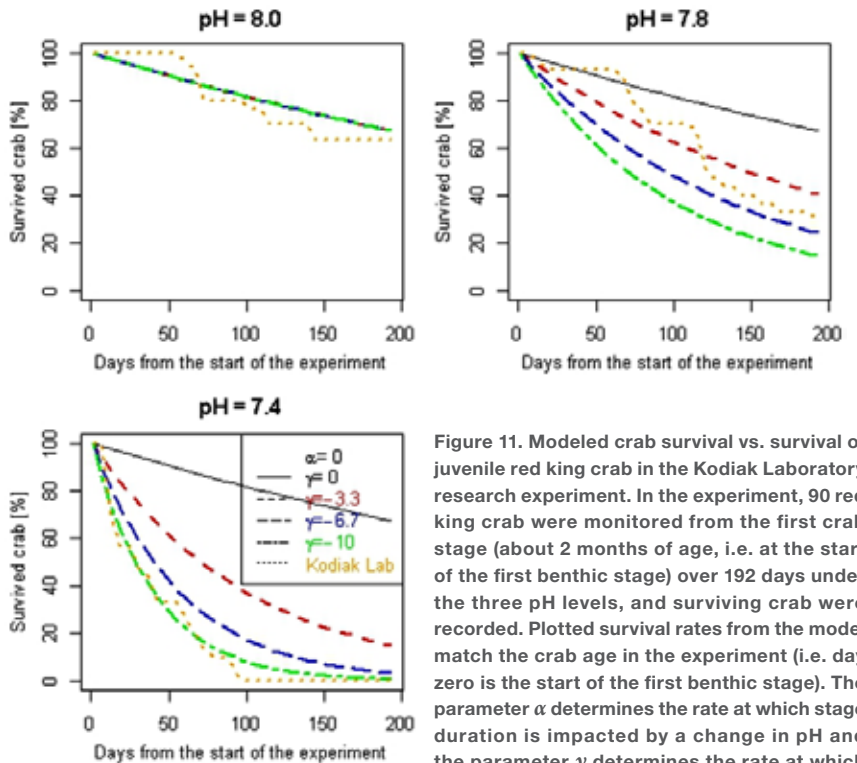 pH = 8.0
Survived crab [%]
0 20 40 60 80 100
0 50 100 150 200
Days from the start of the experiment
pH = 7.8
Survived crab [%]
0 20 40 60 80 100
0 50 100 150 200
Days from the start of the experiment
pH = 7.4
Survived crab [%]
0 20 40 60 80 100
0 50 100 150 200
Days from the start of the experiment
α= 0
γ= 0
γ=-3.3
γ=-6.7
γ=-10
Kodiak Lab
Figure 11. Modeled crab survival vs. survival o
juvenile red king crab in the Kodiak Laboratory
research experiment. In the experiment, 90 red
king crab were monitored from the first crab
stage (about 2 months of age, i.e. at the start
of the first benthic stage) over 192 days unde
the three pH levels, and surviving crab were
recorded. Plotted survival rates from the mode
match the crab age in the experiment (i.e. day
zero is the start of the first benthic stage). The
parameter α determines the rate at which stage
duration is impacted by a change in pH and
the parameter γ determines the rate at which